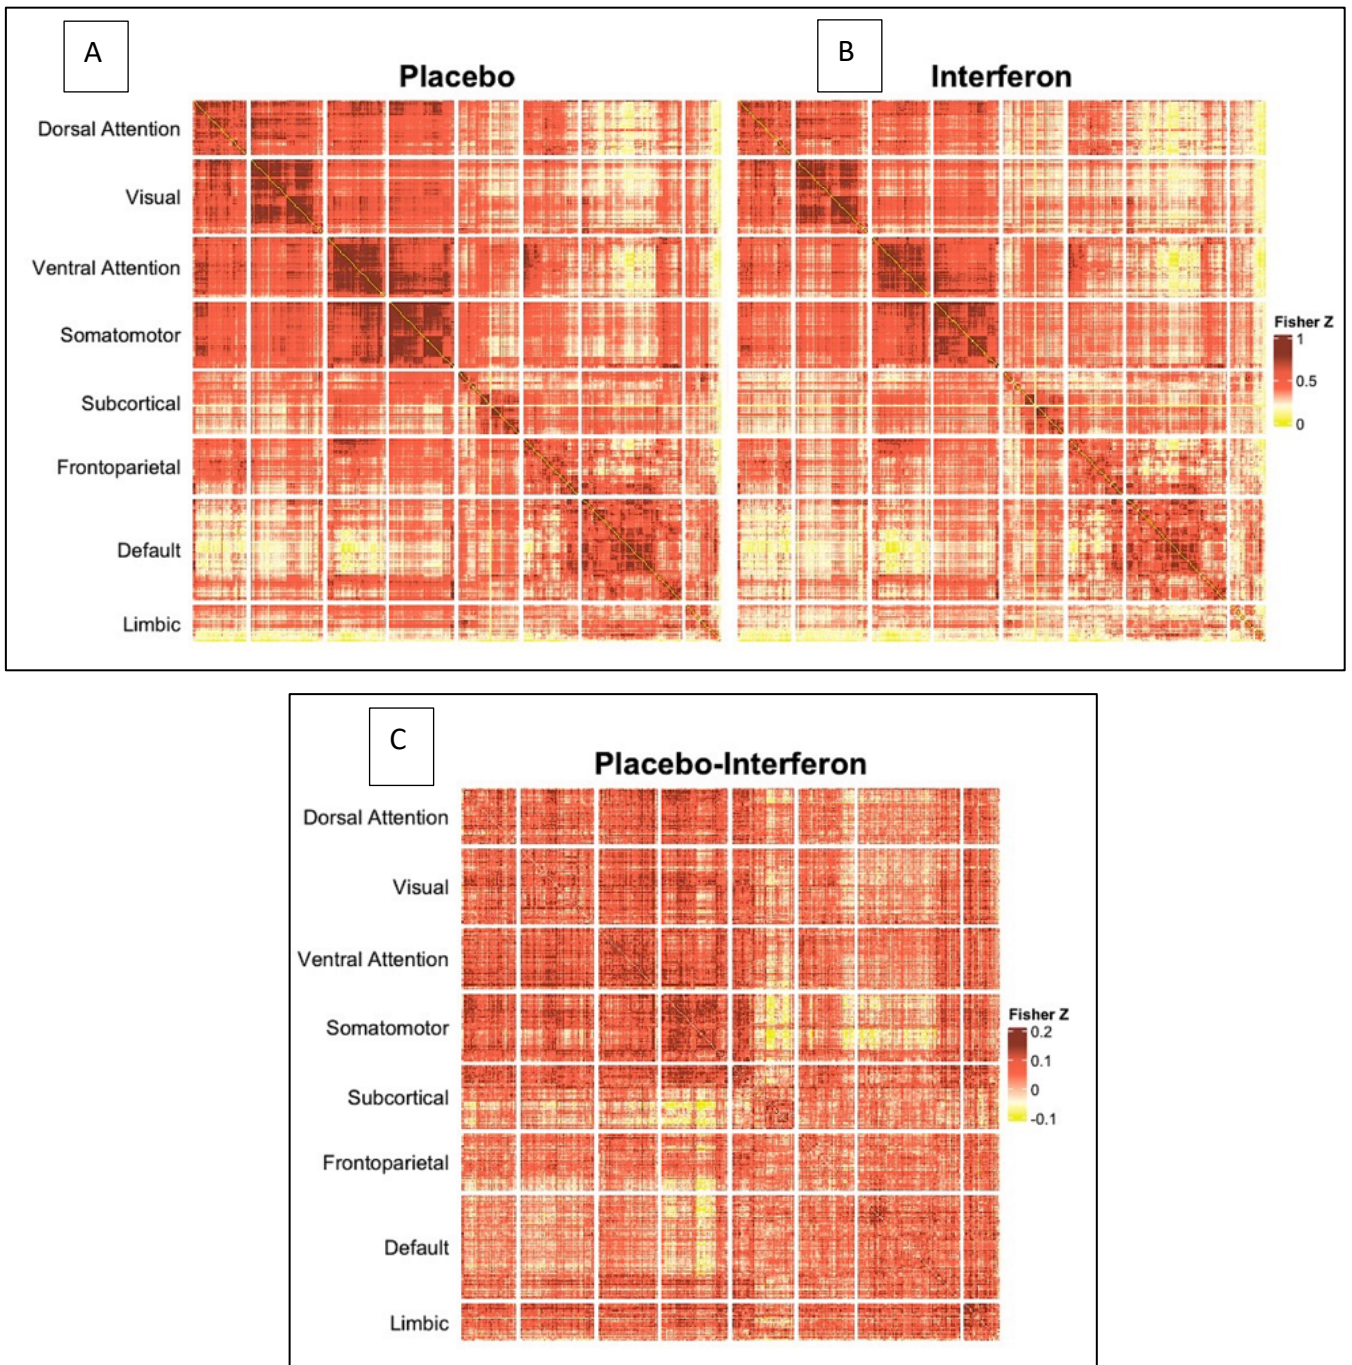 A
B
Placebo
Interferon
Dorsal Attention
Visual
Ventral Attention
Somatomotor
Subcortical
Frontoparietal
Default
Limbic
Fisher Z
1
0.5
0
C
Placebo-Interferon
Dorsal Attention
Visual
Ventral Attention
Somatomotor
Subcortical
Frontoparietal
Default
Limbic
Fisher Z
0.2
0.1
0
-0.1